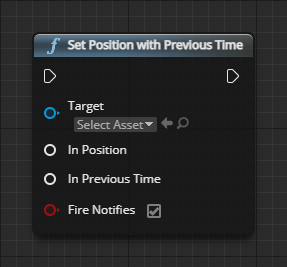 f Set Position with Previous Time
Target
Select Asset
In Position
In Previous Time
Fire Notifies